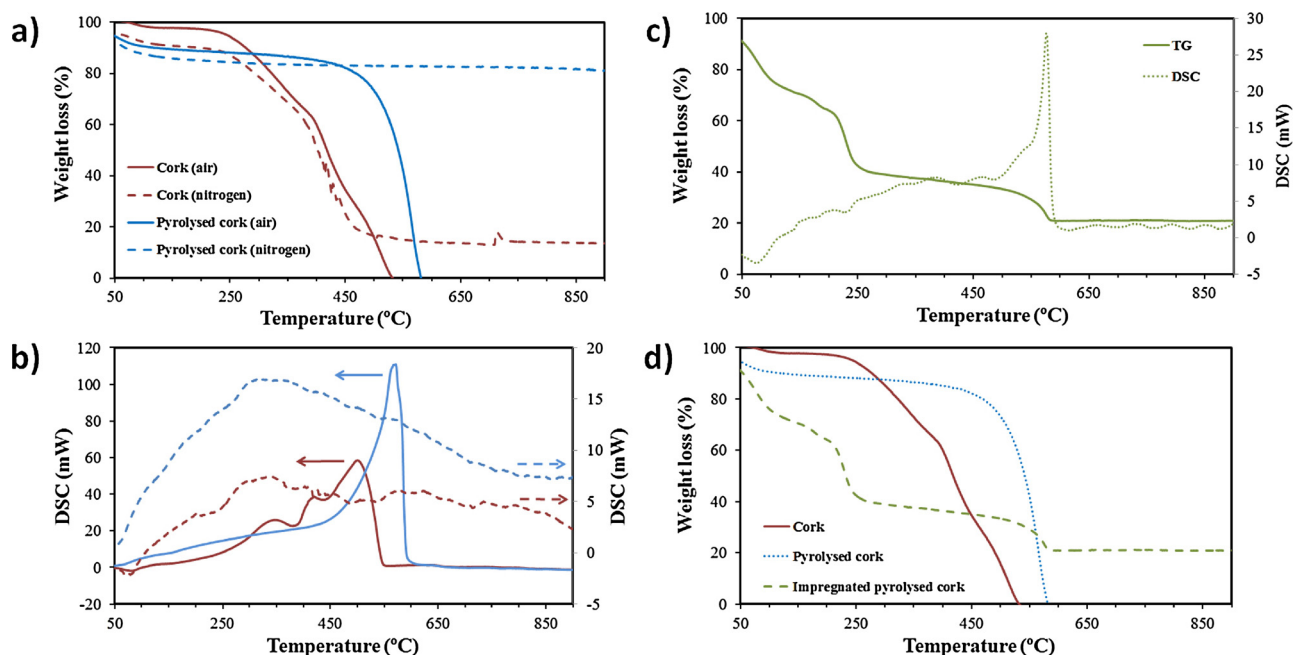 a)
Weight loss (%)
100
80
60
40
20
0
Cork (air)
Cork (nitrogen)
Pyrolysed cork (air)
Pyrolysed cork (nitrogen)
50 250 450 650 850
Temperature (ºC)
b)
DSC (mW)
120
100
80
60
40
20
0
-20
20
15
10
5
0
-5
DSC (mW)
50 250 450 650 850
Temperature (ºC)
c)
Weight loss (%)
100
80
60
40
20
0
TG
DSC
30
25
20
15
10
5
0
-5
DSC (mW)
50 250 450 650 850
Temperature (ºC)
d)
Weight loss (%)
100
80
60
40
20
0
Cork
Pyrolysed cork
Impregnated pyrolysed cork
50 250 450 650 850
Temperature (ºC)